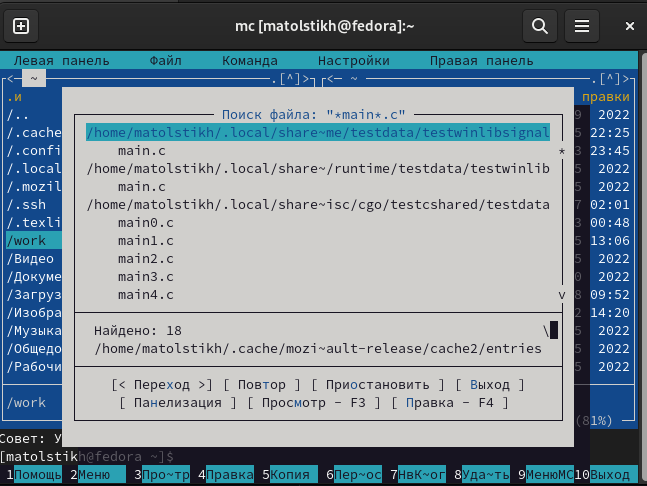 mc [matolstikh@fedora]:~
Левая панель Файл Команда Настройки Правая панель
<─ ~ .[^]> <─ ~ .[^]>
.и правки
/.. 9 2022
/.cache 5 22:25
/.confi 3 23:45
/.local 5 2022
/.mozil 5 2022
/.ssh 7 02:01
/.texli 3 00:48
/work 5 13:06
/Видео 5 2022
/Докуме 5 2022
/Загруз 8 09:52
/Изобра 2 14:20
/Музыка 5 2022
/Общедо 5 2022
/Рабочи 5 2022
/work
(81%)
Поиск файла: "*main*.c"
/home/matolstikh/.local/share~me/testdata/testwinlibsignal
main.c
/home/matolstikh/.local/share~/runtime/testdata/testwinlib
main.c
/home/matolstikh/.local/share~isc/cgo/testcshared/testdata
main0.c
main1.c
main2.c
main3.c
main4.c
Найдено: 18 \
/home/matolstikh/.cache/mozi~ault-release/cache2/entries
[< Переход >] [ Повтор ] [ Приостановить ] [ Выход ]
[ Панелизация ] [ Просмотр - F3 ] [ Правка - F4 ]
Совет: У
[matolstikh@fedora ~]$
1Помощь 2Меню 3Про~тр 4Правка 5Копия 6Пер~ос 7НвК~ог 8Уда~ть 9МенюMC 10Выход